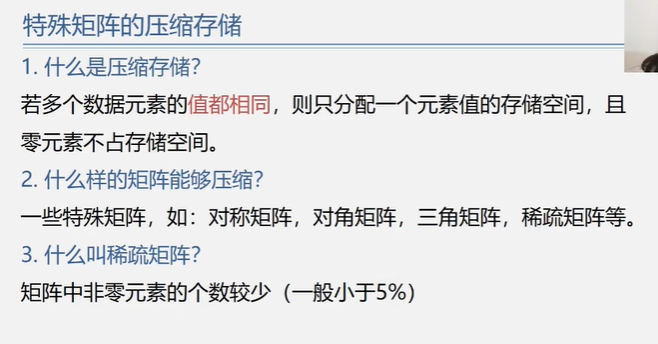 特殊矩阵的压缩存储
1. 什么是压缩存储？
若多个数据元素的值都相同，则只分配一个元素值的存储空间，且
零元素不占存储空间。
2. 什么样的矩阵能够压缩？
一些特殊矩阵，如：对称矩阵，对角矩阵，三角矩阵，稀疏矩阵等。
3. 什么叫稀疏矩阵？
矩阵中非零元素的个数较少（一般小于5%）